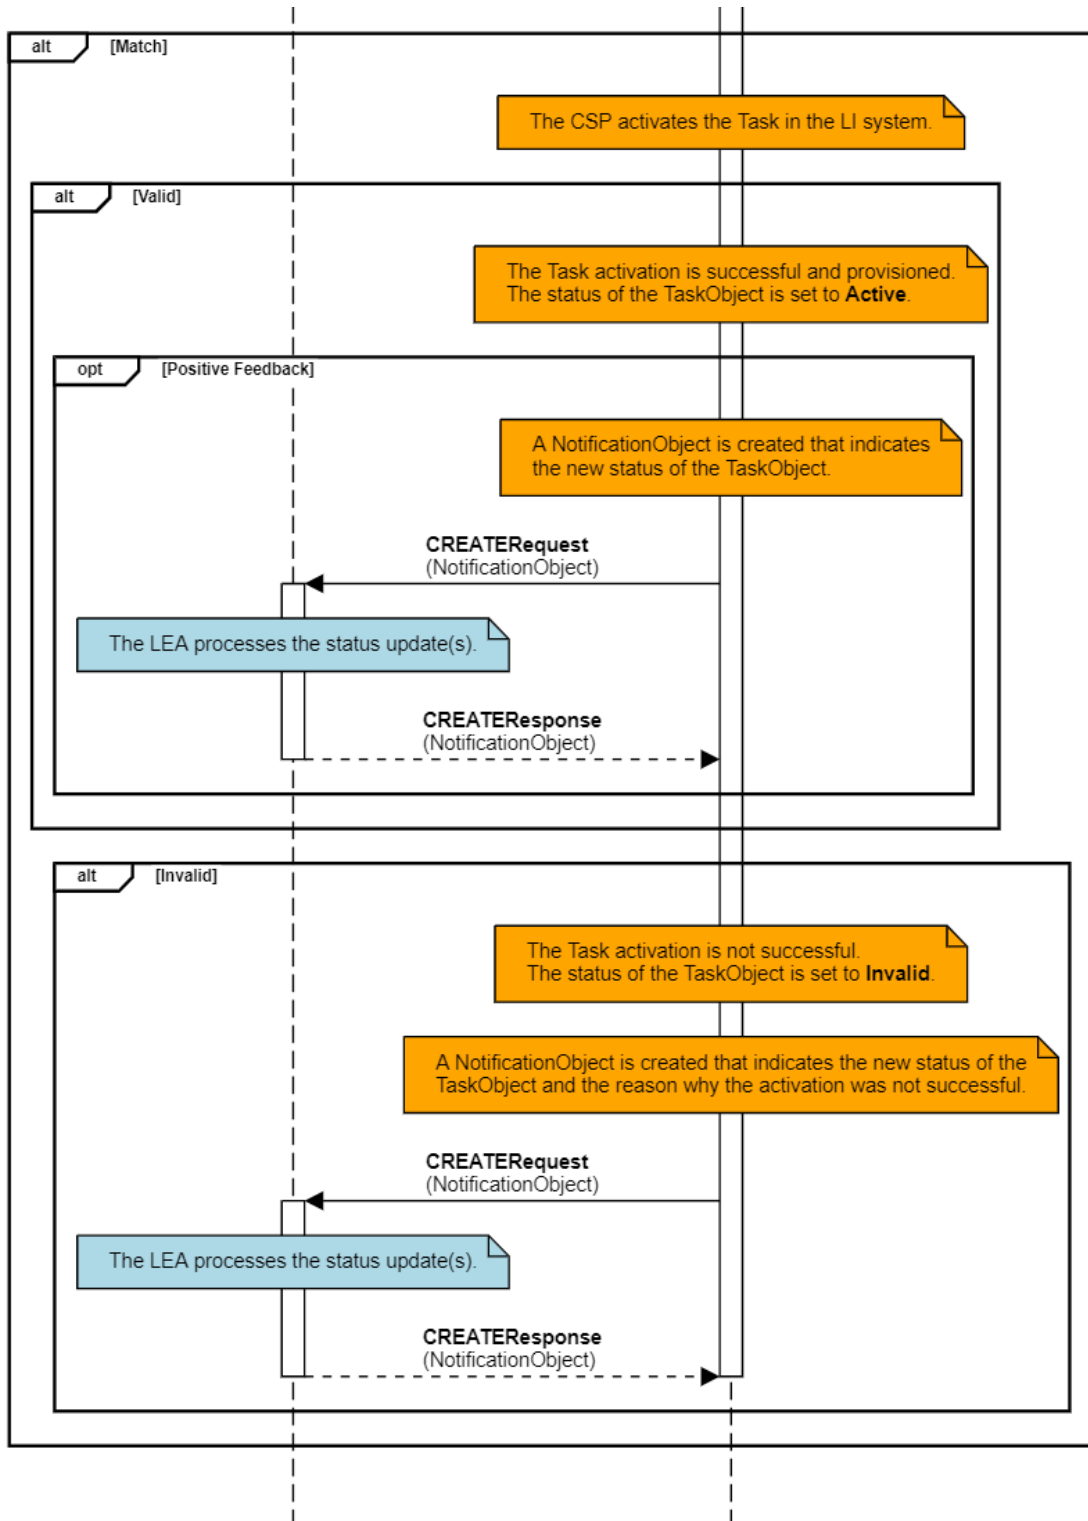 alt [Match]
The CSP activates the Task in the LI system.
alt [Valid]
The Task activation is successful and provisioned.
The status of the TaskObject is set to Active.
opt [Positive Feedback]
A NotificationObject is created that indicates
the new status of the TaskObject.
CREATERequest
(NotificationObject)
The LEA processes the status update(s).
CREATEResponse
(NotificationObject)
alt [Invalid]
The Task activation is not successful.
The status of the TaskObject is set to Invalid.
A NotificationObject is created that indicates the new status of the
TaskObject and the reason why the activation was not successful.
CREATERequest
(NotificationObject)
The LEA processes the status update(s).
CREATEResponse
(NotificationObject)